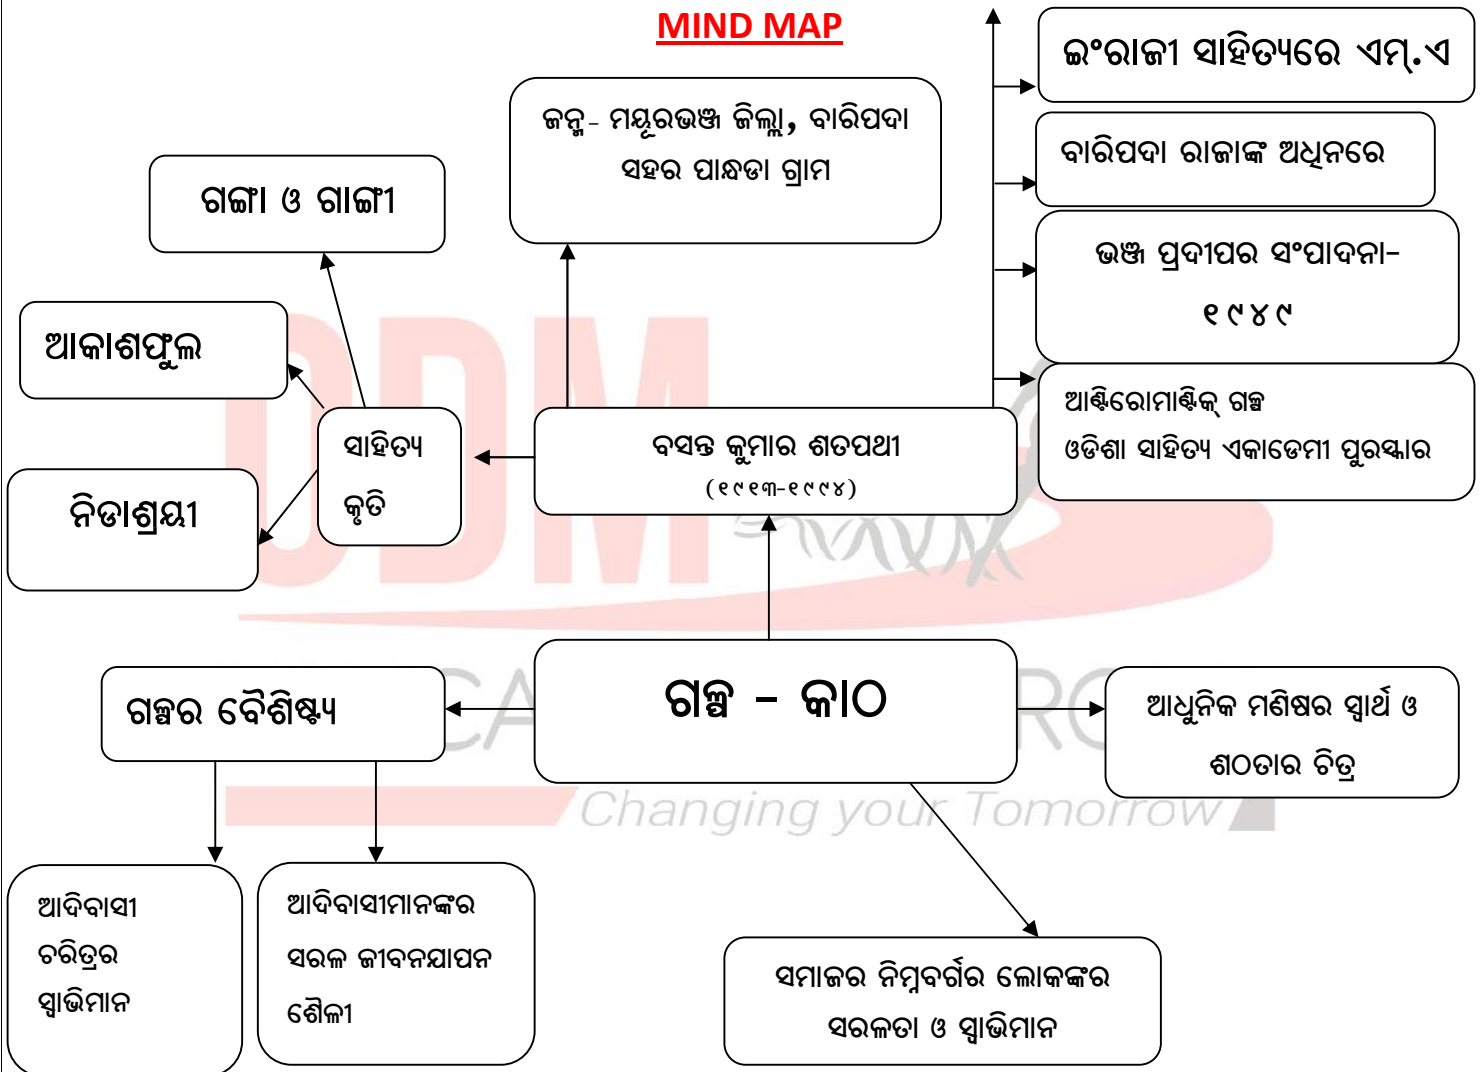 MIND MAP
ଇଂରାଜୀ ସାହିତ୍ୟରେ ଏମ୍.ଏ
ଜନ୍ମ- ମୟୂରଭଞ୍ଜ ଜିଲ୍ଲା, ବାରିପଦା
ସହର ପାନ୍ଧଡା ଗ୍ରାମ
ବାରିପଦା ରାଜାଙ୍କ ଅଧିନରେ
ଗଙ୍ଗା ଓ ଗାଙ୍ଗୀ
ଭଞ୍ଜ ପ୍ରଦୀପର ସଂପାଦନା-
୧୯୪୯
ଆକାଶଫୁଲ
ଆଣ୍ଟିରୋମାଣ୍ଟିକ୍ ଗଳ୍ପ
ଓଡିଶା ସାହିତ୍ୟ ଏକାଡେମୀ ପୁରସ୍କାର
ସାହିତ୍ୟ
କୃତି
ବସନ୍ତ କୁମାର ଶତପଥୀ
(୧୯୧୩-୧୯୯୪)
ନିଡାଶ୍ରୟୀ
ଗଳ୍ପର ବୈଶିଷ୍ଟ୍ୟ
ଗଳ୍ପ - କାଠ
ଆଧୁନିକ ମଣିଷର ସ୍ୱାର୍ଥ ଓ
ଶଠତାର ଚିତ୍ର
Changing your Tomorrow
ଆଦିବାସୀ
ଚରିତ୍ରର
ସ୍ୱାଭିମାନ
ଆଦିବାସୀମାନଙ୍କର
ସରଳ ଜୀବନଯାପନ
ଶୈଳୀ
ସମାଜର ନିମ୍ନବର୍ଗର ଲୋକଙ୍କର
ସରଳତା ଓ ସ୍ୱାଭିମାନ